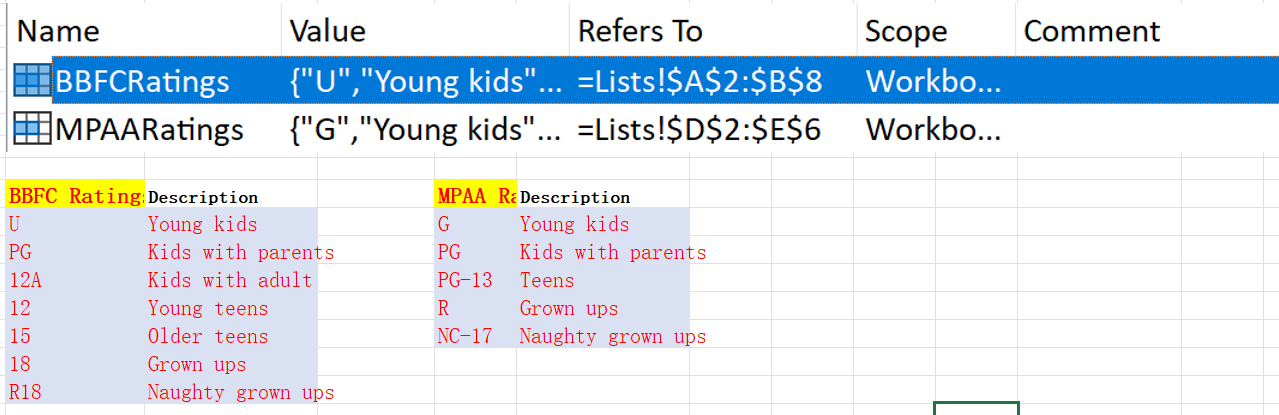 Name Value Refers To Scope Comment
BBFCRatings {"U","Young kids"... =Lists!$A$2:$B$8 Workbo...
MPAARatings {"G","Young kids"... =Lists!$D$2:$E$6 Workbo...
BBFC Rating Description MPAA Ra Description
U Young kids G Young kids
PG Kids with parents PG Kids with parents
12A Kids with adult PG-13 Teens
12 Young teens R Grown ups
15 Older teens NC-17 Naughty grown ups
18 Grown ups
R18 Naughty grown ups